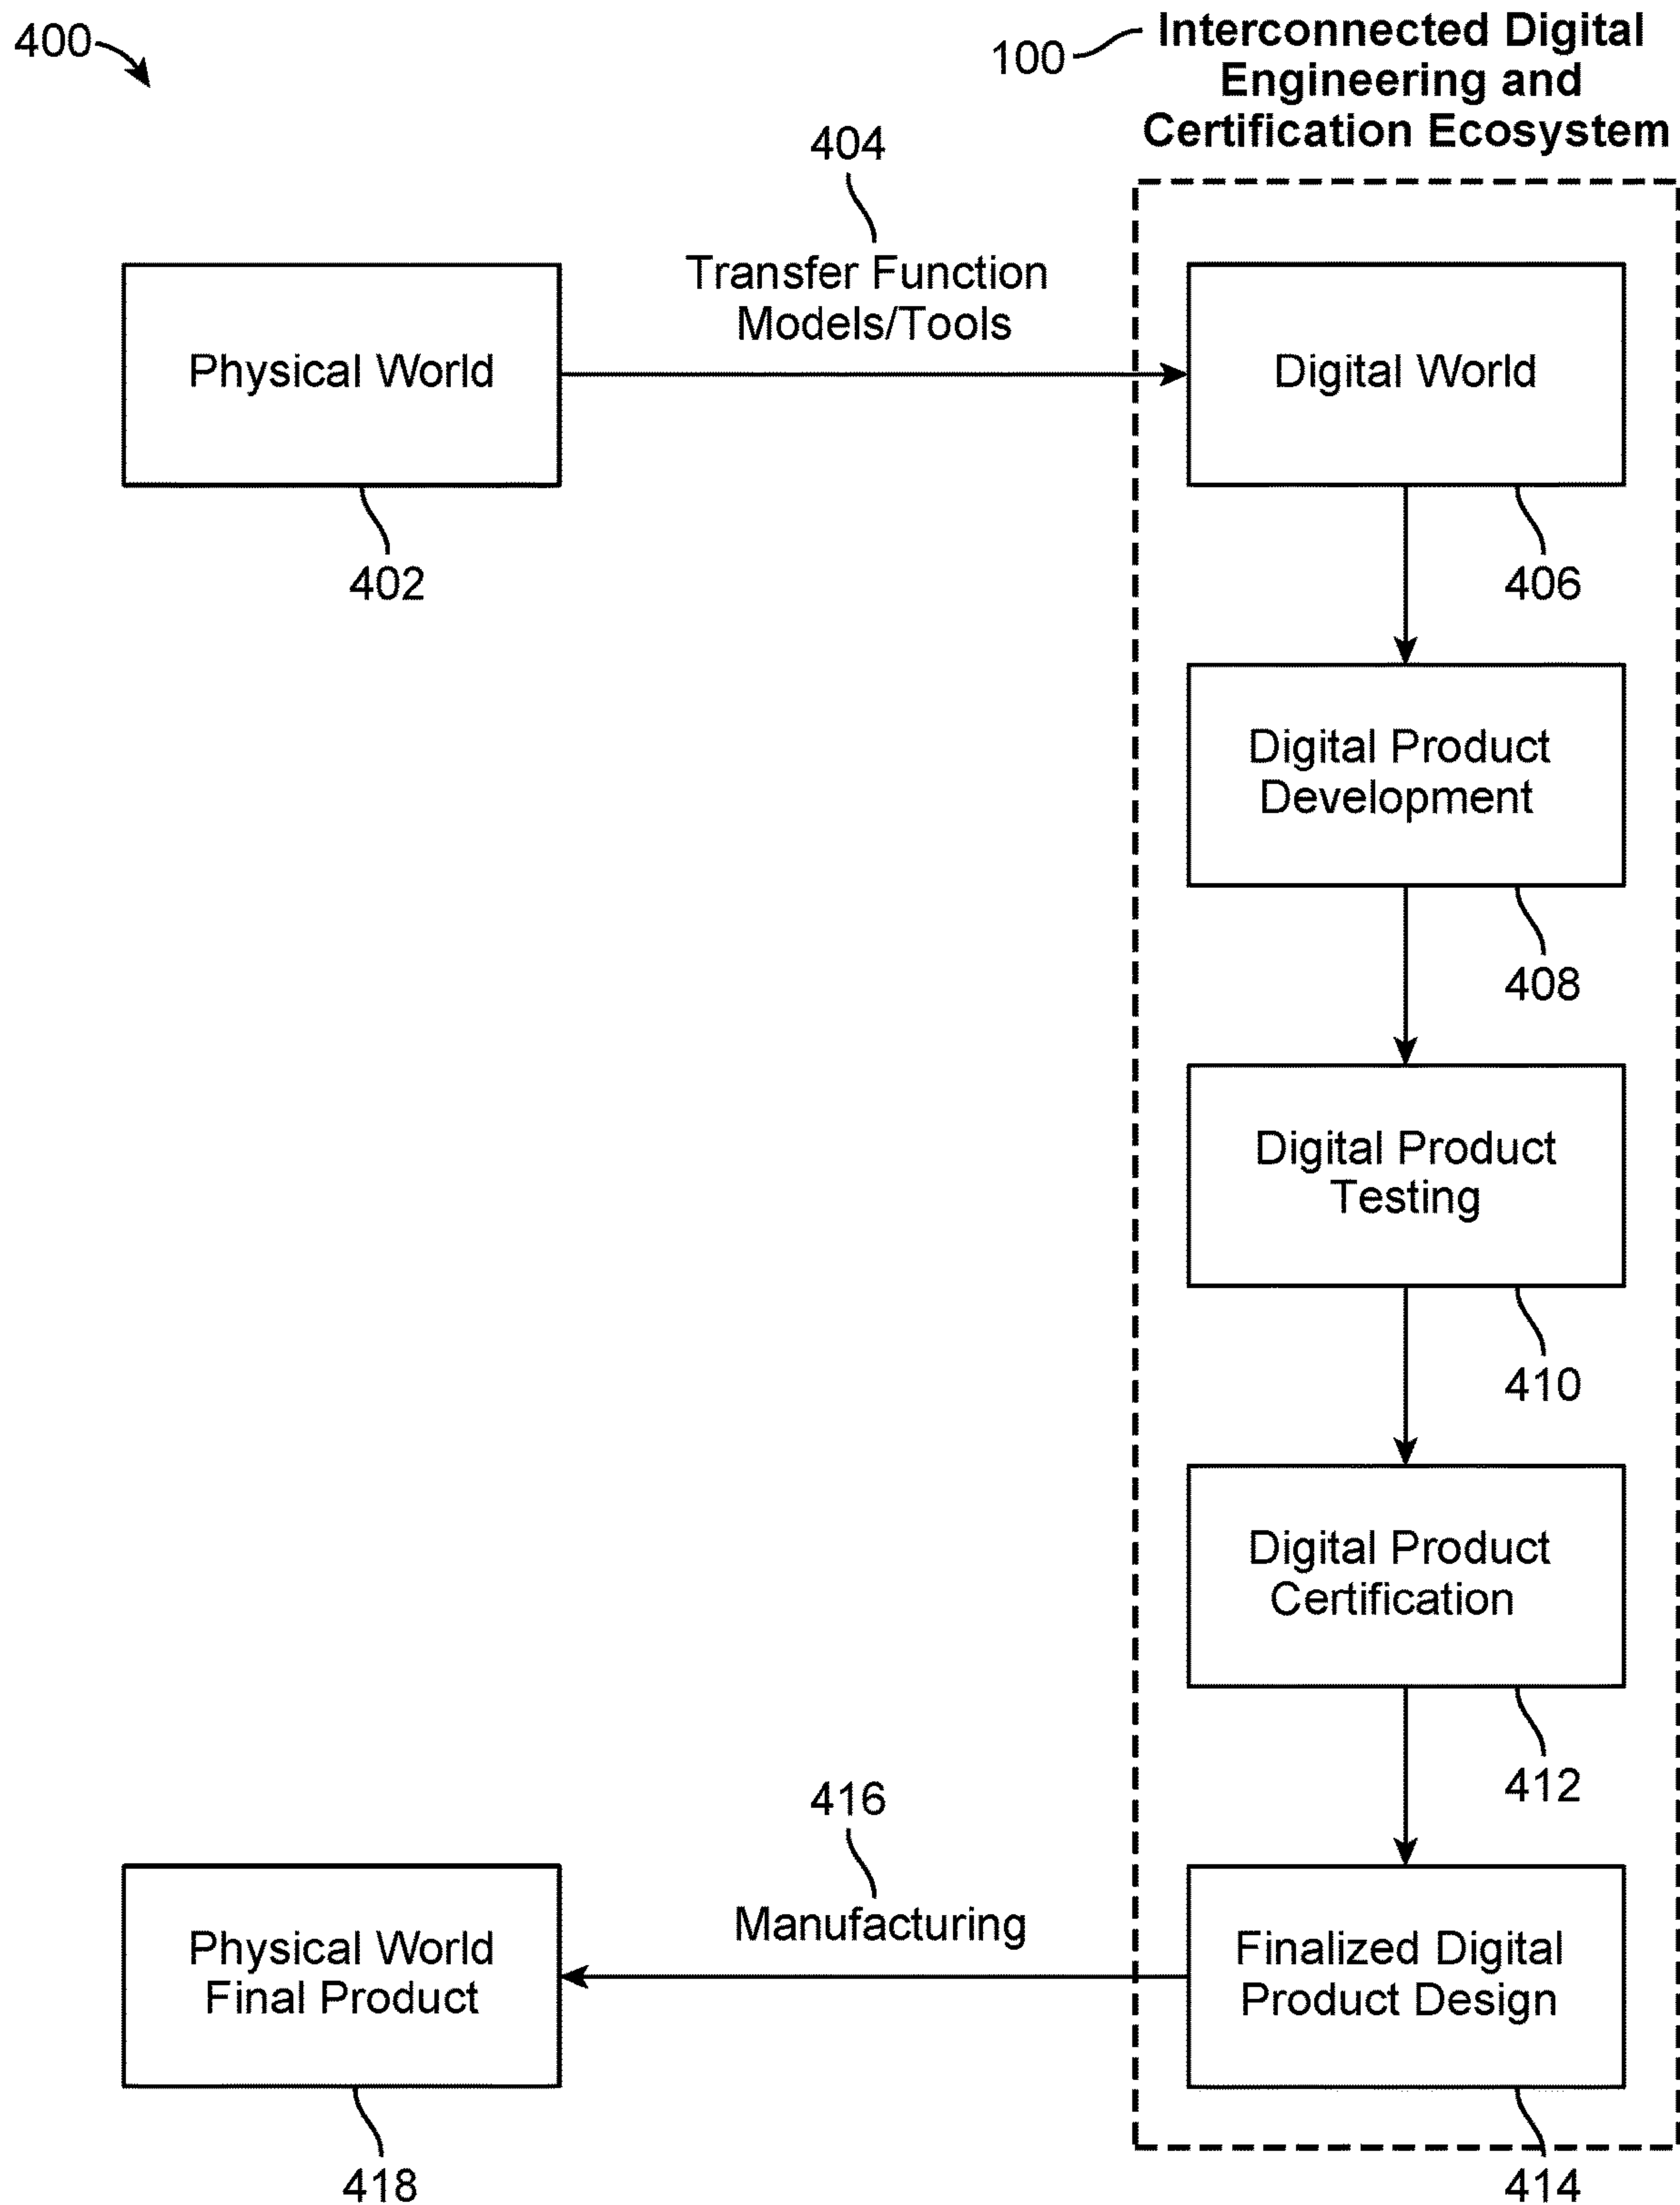 400
100
Interconnected Digital
Engineering and
Certification Ecosystem
404
Transfer Function
Models/Tools
Physical World
402
Digital World
406
Digital Product
Development
408
Digital Product
Testing
410
Digital Product
Certification
412
416
Manufacturing
Physical World
Final Product
418
Finalized Digital
Product Design
414